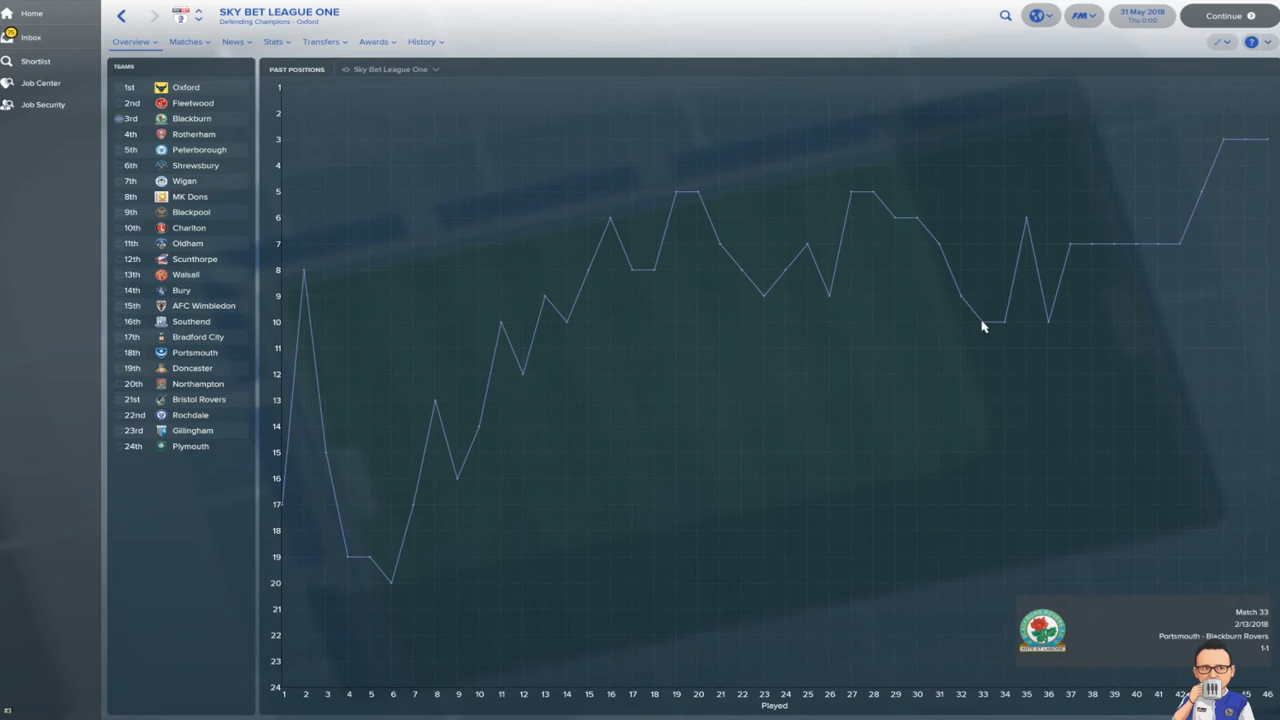 Home
Inbox
Shortlist
Job Center
Job Security
SKY BET LEAGUE ONE
Defending Champions - Oxford
FM
31 May 2018
Thu 0:00
Continue
Overview
Matches
News
Stats
Transfers
Awards
History
?
TEAMS
1st Oxford
2nd Fleetwood
3rd Blackburn
4th Rotherham
5th Peterborough
6th Shrewsbury
7th Wigan
8th MK Dons
9th Blackpool
10th Charlton
11th Oldham
12th Scunthorpe
13th Walsall
14th Bury
15th AFC Wimbledon
16th Southend
17th Bradford City
18th Portsmouth
19th Doncaster
20th Northampton
21st Bristol Rovers
22nd Rochdale
23rd Gillingham
24th Plymouth
PAST POSITIONS
Sky Bet League One
1
2
3
4
5
6
7
8
9
10
11
12
13
14
15
16
17
18
19
20
21
22
23
24
1 2 3 4 5 6 7 8 9 10 11 12 13 14 15 16 17 18 19 20 21 22 23 24 25 26 27 28 29 30 31 32 33 34 35 36 37 38 39 40 41 42 45 46
Played
Match 33
2/13/2018
Portsmouth - Blackburn Rovers
1-1